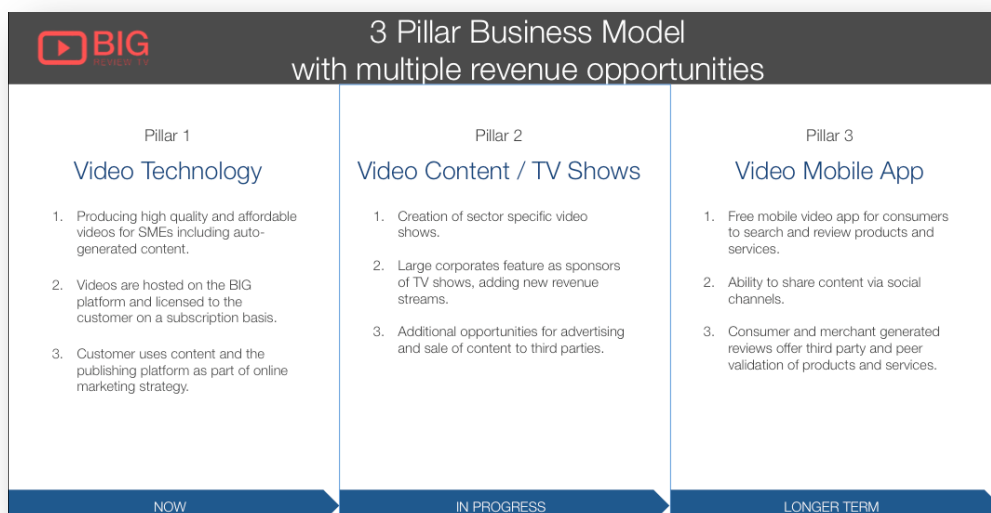 BIG
REVIEW TV
3 Pillar Business Model
with multiple revenue opportunities
Pillar 1
Video Technology
1. Producing high quality and affordable
videos for SMEs including auto-
generated content.
2. Videos are hosted on the BIG
platform and licensed to the
customer on a subscription basis.
3. Customer uses content and the
publishing platform as part of online
marketing strategy.
NOW
Pillar 2
Video Content / TV Shows
1. Creation of sector specific video
shows.
2. Large corporates feature as sponsors
of TV shows, adding new revenue
streams.
3. Additional opportunities for advertising
and sale of content to third parties.
IN PROGRESS
Pillar 3
Video Mobile App
1. Free mobile video app for consumers
to search and review products and
services.
2. Ability to share content via social
channels.
3. Consumer and merchant generated
reviews offer third party and peer
validation of products and services.
LONGER TERM